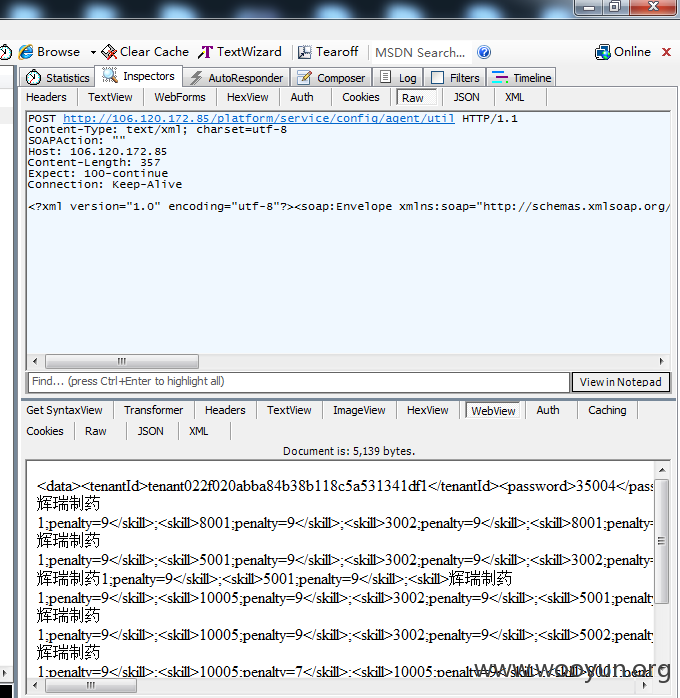 Browse Clear Cache TextWizard Tearoff MSDN Search... Online
Statistics Inspectors AutoResponder Composer Log Filters Timeline
Headers TextView WebForms HexView Auth Cookies Raw JSON XML
POST http://106.120.172.85/platform/service/config/agent/util HTTP/1.1
Content-Type: text/xml; charset=utf-8
SOAPAction: ""
Host: 106.120.172.85
Content-Length: 357
Expect: 100-continue
Connection: Keep-Alive
<?xml version="1.0" encoding="utf-8"?><soap:Envelope xmlns:soap="http://schemas.xmlsoap.org/
Find... (press Ctrl+Enter to highlight all) View in Notepad
Get SyntaxView Transformer Headers TextView ImageView HexView WebView Auth Caching
Cookies Raw JSON XML
Document is: 5,139 bytes.
<data><tenantId>tenant022f020abba84b38b118c5a531341df1</tenantId><password>35004</pass
辉瑞制药
1;penalty=9</skill>;<skill>8001;penalty=9</skill>;<skill>3002;penalty=9</skill>;<skill>8001;penalty=
辉瑞制药
1;penalty=9</skill>;<skill>5001;penalty=9</skill>;<skill>3002;penalty=9</skill>;<skill>3002;penalty=
辉瑞制药1;penalty=9</skill>;<skill>5001;penalty=9</skill>;<skill>辉瑞制药
1;penalty=9</skill>;<skill>10005;penalty=9</skill>;<skill>3002;penalty=9</skill>;<skill>5001;penalty
辉瑞制药
1;penalty=9</skill>;<skill>10005;penalty=9</skill>;<skill>3002;penalty=9</skill>;<skill>5002;penalty
辉瑞制药
1;penalty=9</skill>;<skill>10005;penalty=7</skill>;<skill>10005;penalty=9</skill>;<skill>8001;penalty
www.wooyun.org